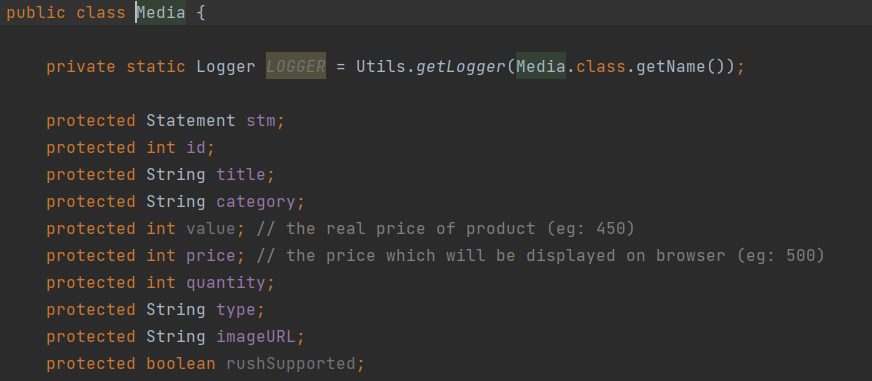 public class Media {
private static Logger LOGGER = Utils.getLogger(Media.class.getName());
protected Statement stm;
protected int id;
protected String title;
protected String category;
protected int value; // the real price of product (eg: 450)
protected int price; // the price which will be displayed on browser (eg: 500)
protected int quantity;
protected String type;
protected String imageURL;
protected boolean rushSupported;